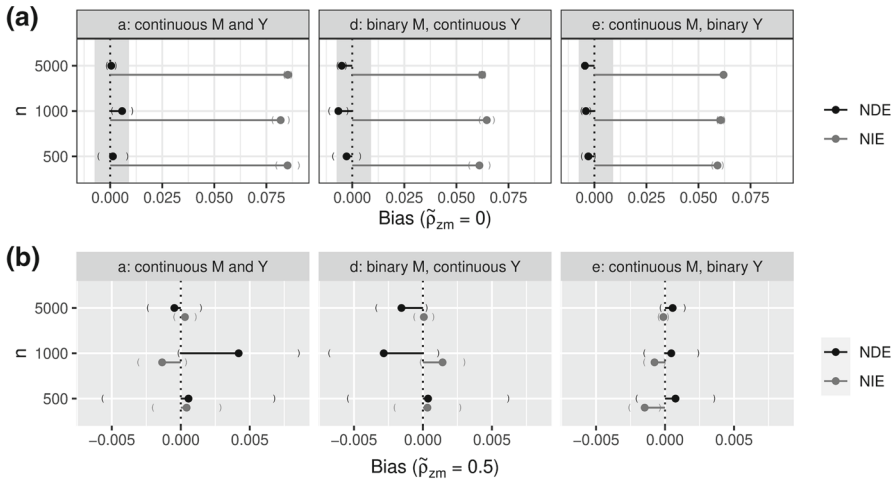 (a)
a: continuous M and Y
d: binary M, continuous Y
e: continuous M, binary Y
5000
1000
500
n
0.000 0.025 0.050 0.075
0.000 0.025 0.050 0.075
0.000 0.025 0.050 0.075
Bias (ρ̃zm = 0)
NDE
NIE
(b)
a: continuous M and Y
d: binary M, continuous Y
e: continuous M, binary Y
5000
1000
500
n
−0.005 0.000 0.005
−0.005 0.000 0.005
−0.005 0.000 0.005
Bias (ρ̃zm = 0.5)
NDE
NIE